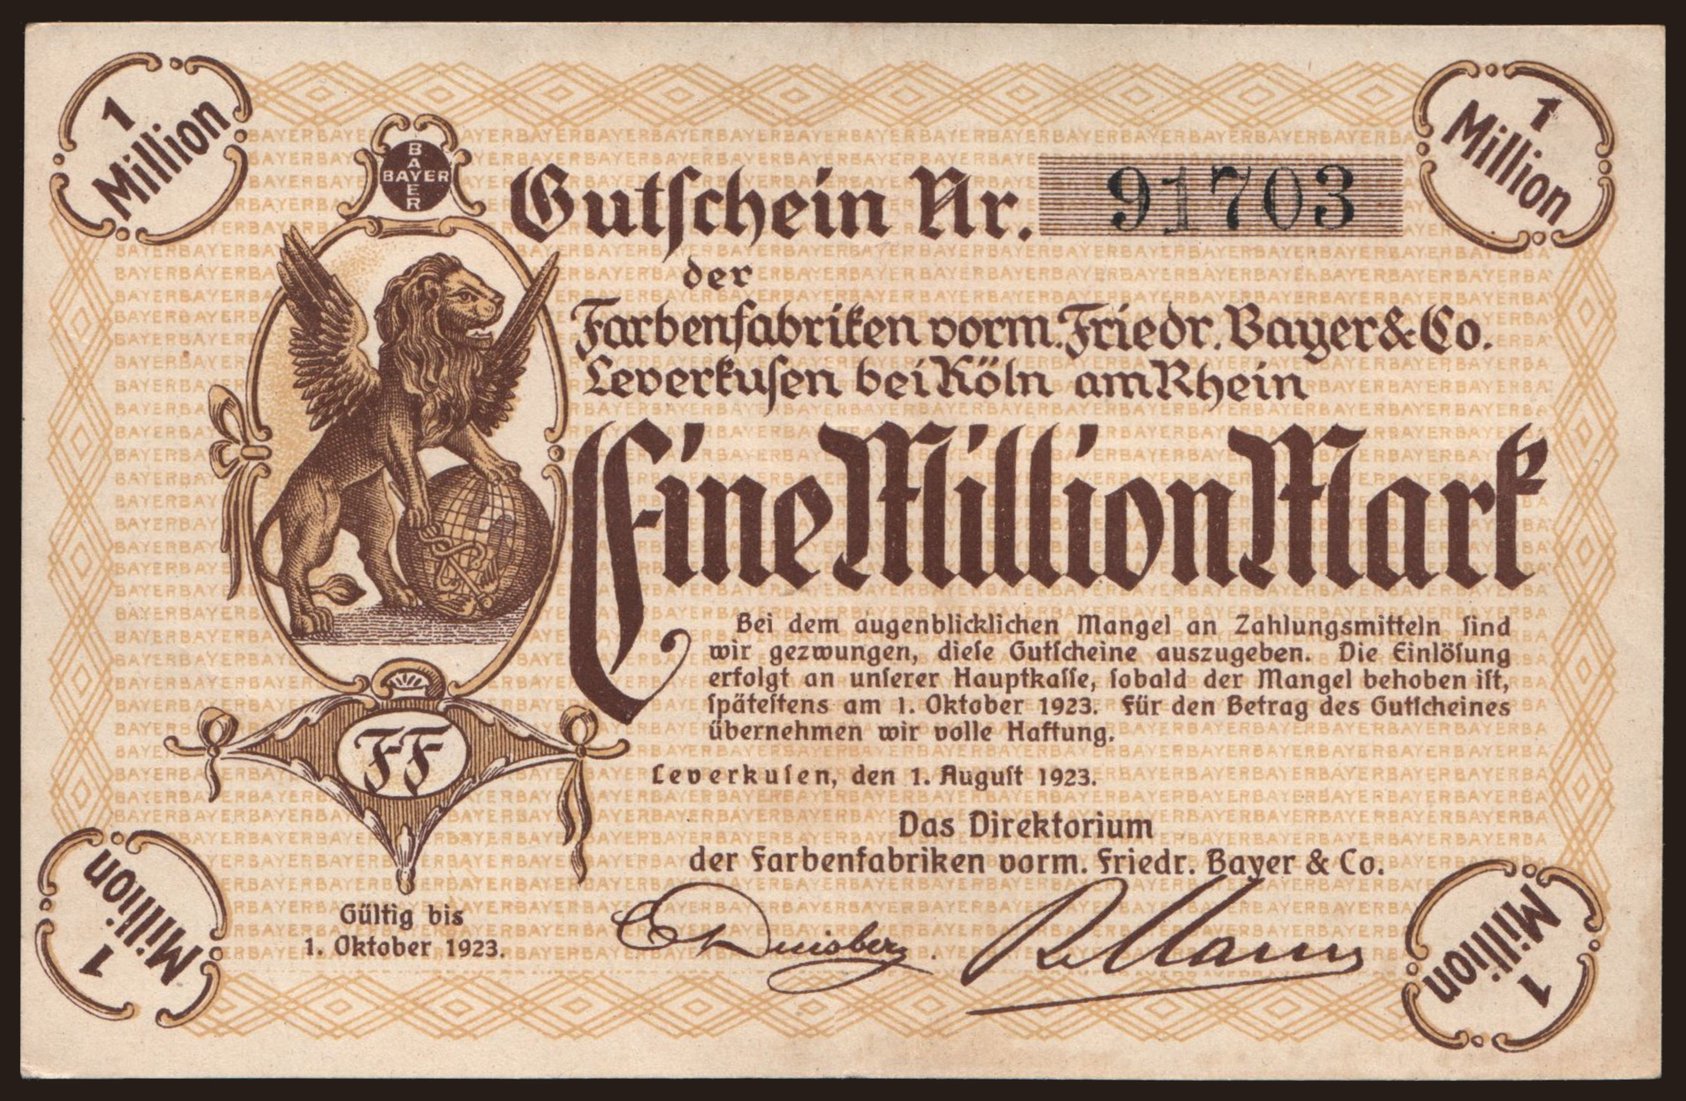 1 Million
1 Million
BAYER
BAYER
Gutſchein Nr. 91703
der
Farbenfabriken vorm. Friedr. Bayer & Co.
Leverkuſen bei Köln am Rhein
Eine Million Mark
Bei dem augenblicklichen Mangel an Zahlungsmitteln ſind
wir gezwungen, dieſe Gutſcheine auszugeben. Die Einlöſung
erfolgt an unſerer Hauptkaſſe, ſobald der Mangel behoben iſt,
ſpäteſtens am 1. Oktober 1923. Für den Betrag des Gutſcheines
übernehmen wir volle Haftung.
FF
Leverkuſen, den 1. Auguſt 1923.
Das Direktorium
der Farbenfabriken vorm. Friedr. Bayer & Co.
Gültig bis
1. Oktober 1923.
C Duisberg. R. Mann
1 Million
1 Million